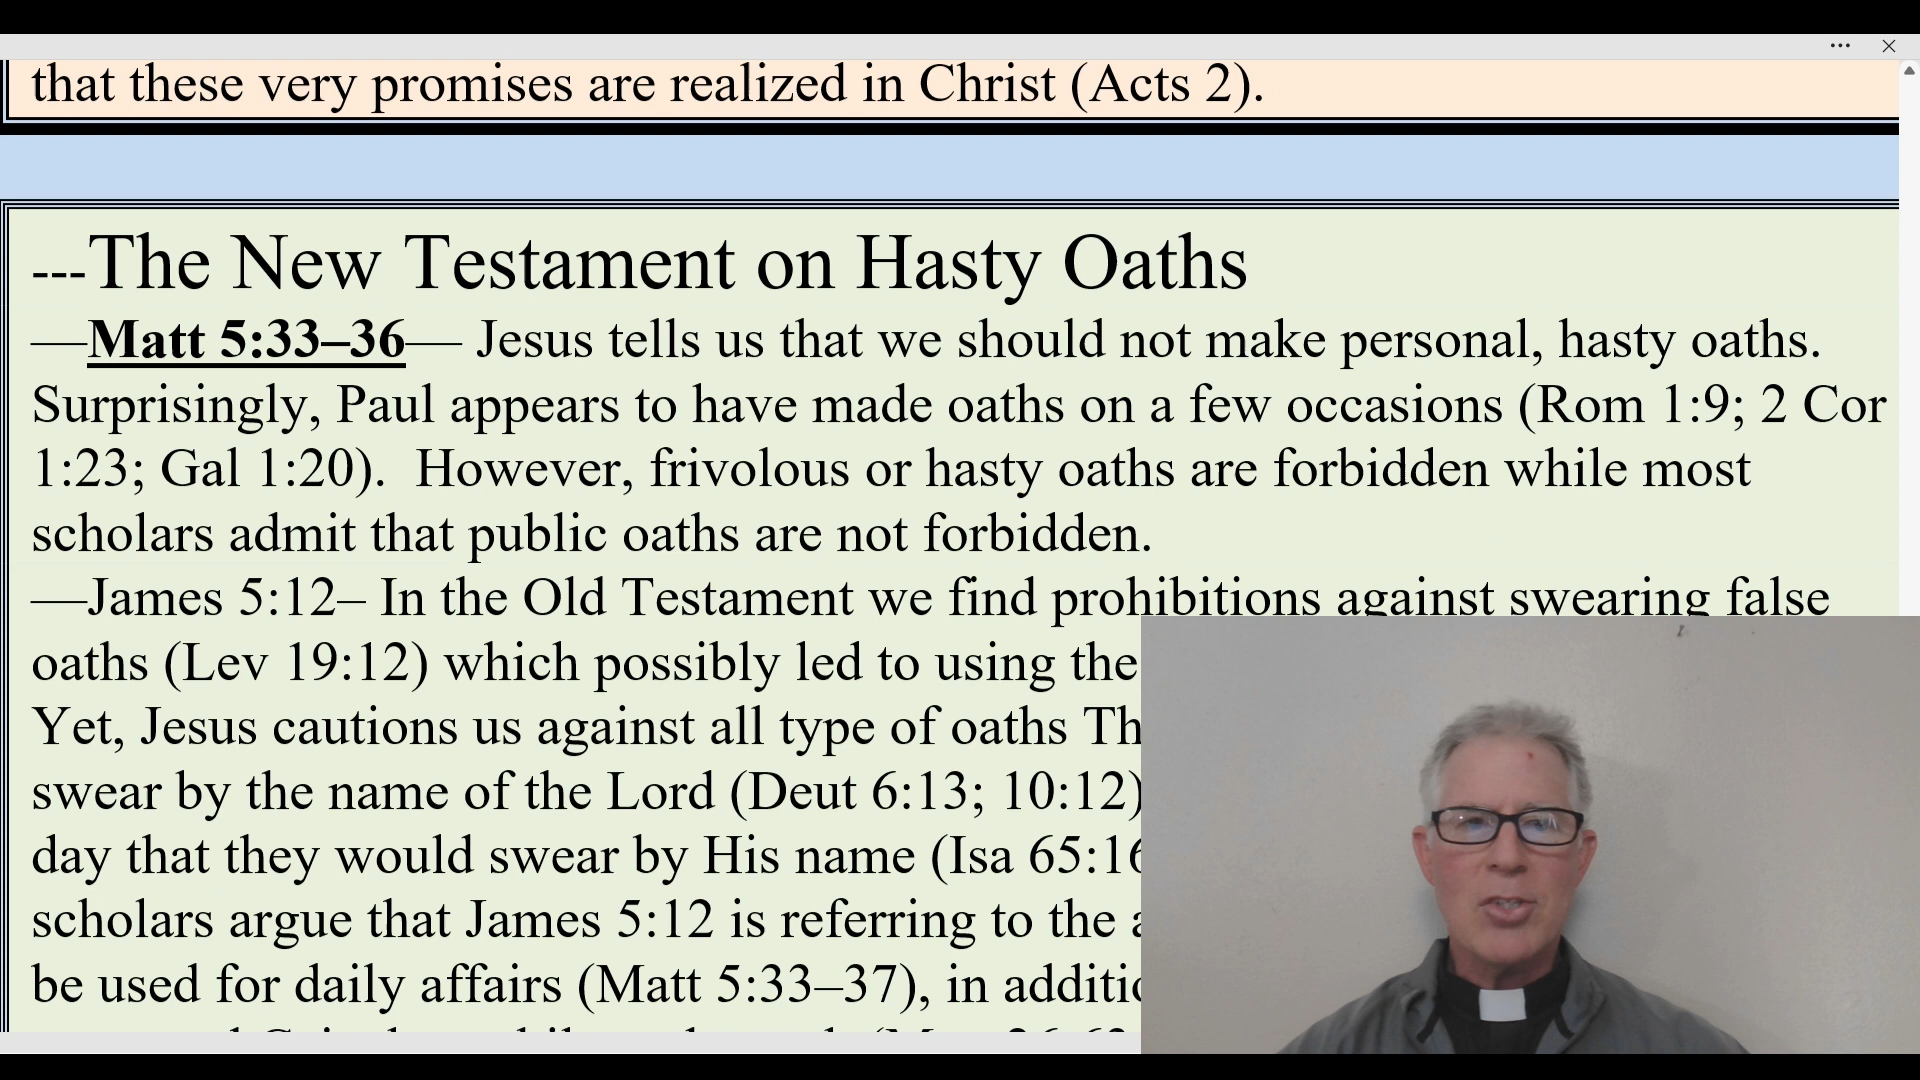 that these very promises are realized in Christ (Acts 2).
---The New Testament on Hasty Oaths
—Matt 5:33–36— Jesus tells us that we should not make personal, hasty oaths.
Surprisingly, Paul appears to have made oaths on a few occasions (Rom 1:9; 2 Cor
1:23; Gal 1:20).  However, frivolous or hasty oaths are forbidden while most
scholars admit that public oaths are not forbidden.
—James 5:12– In the Old Testament we find prohibitions against swearing false
oaths (Lev 19:12) which possibly led to using the
Yet, Jesus cautions us against all type of oaths Th
swear by the name of the Lord (Deut 6:13; 10:12)
day that they would swear by His name (Isa 65:16
scholars argue that James 5:12 is referring to the
be used for daily affairs (Matt 5:33–37), in additio